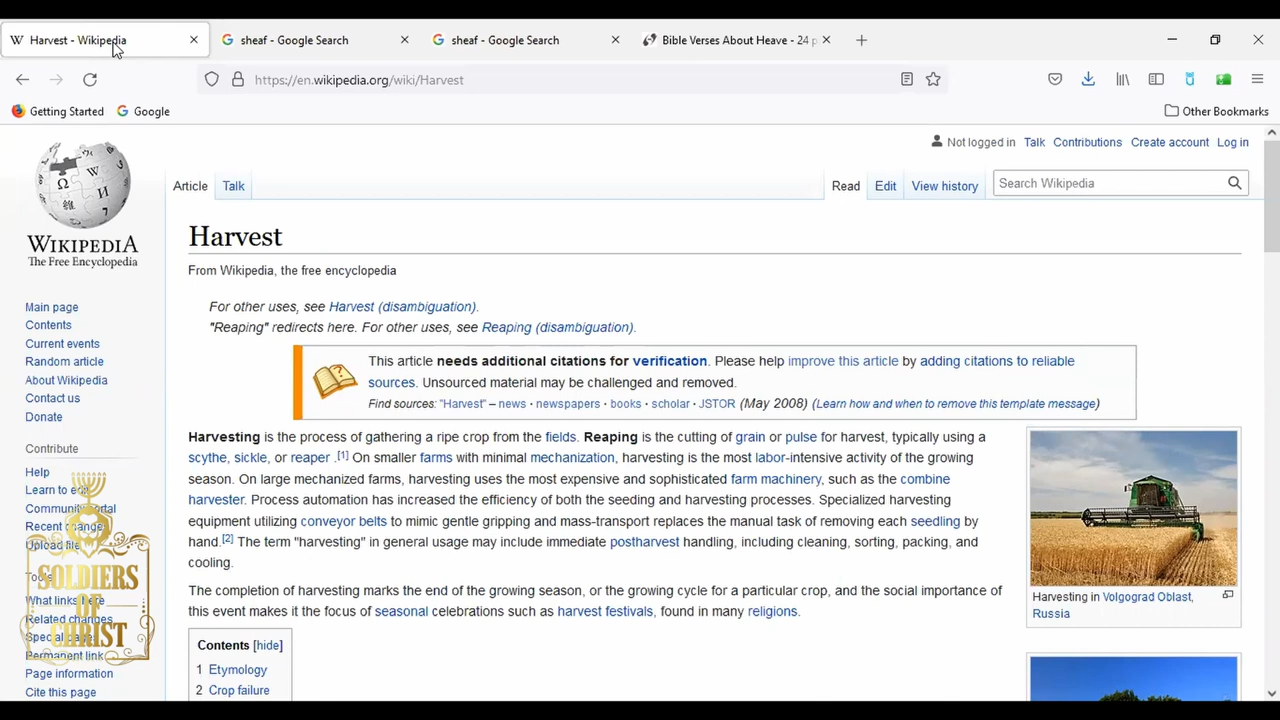 Harvest - Wikipedia
sheaf - Google Search
sheaf - Google Search
Bible Verses About Heave - 24 p
https://en.wikipedia.org/wiki/Harvest
Getting Started
Google
Other Bookmarks
Not logged in Talk Contributions Create account Log in
WIKIPEDIA
The Free Encyclopedia
Article Talk
Read Edit View history
Search Wikipedia
Main page
Contents
Current events
Random article
About Wikipedia
Contact us
Donate
Contribute
Help
Learn to edit
Community portal
Recent changes
Upload file
Tools
What links here
Related changes
Special pages
Permanent link
Page information
Cite this page
SOLDIERS
OF
CHRIST
Harvest
From Wikipedia, the free encyclopedia
For other uses, see Harvest (disambiguation).
"Reaping" redirects here. For other uses, see Reaping (disambiguation).
This article needs additional citations for verification. Please help improve this article by adding citations to reliable
sources. Unsourced material may be challenged and removed.
Find sources: "Harvest" – news · newspapers · books · scholar · JSTOR (May 2008) (Learn how and when to remove this template message)
Harvesting is the process of gathering a ripe crop from the fields. Reaping is the cutting of grain or pulse for harvest, typically using a
scythe, sickle, or reaper .[1] On smaller farms with minimal mechanization, harvesting is the most labor-intensive activity of the growing
season. On large mechanized farms, harvesting uses the most expensive and sophisticated farm machinery, such as the combine
harvester. Process automation has increased the efficiency of both the seeding and harvesting processes. Specialized harvesting
equipment utilizing conveyor belts to mimic gentle gripping and mass-transport replaces the manual task of removing each seedling by
hand.[2] The term "harvesting" in general usage may include immediate postharvest handling, including cleaning, sorting, packing, and
cooling.
The completion of harvesting marks the end of the growing season, or the growing cycle for a particular crop, and the social importance of
this event makes it the focus of seasonal celebrations such as harvest festivals, found in many religions.
Contents [hide]
1 Etymology
2 Crop failure
Harvesting in Volgograd Oblast,
Russia